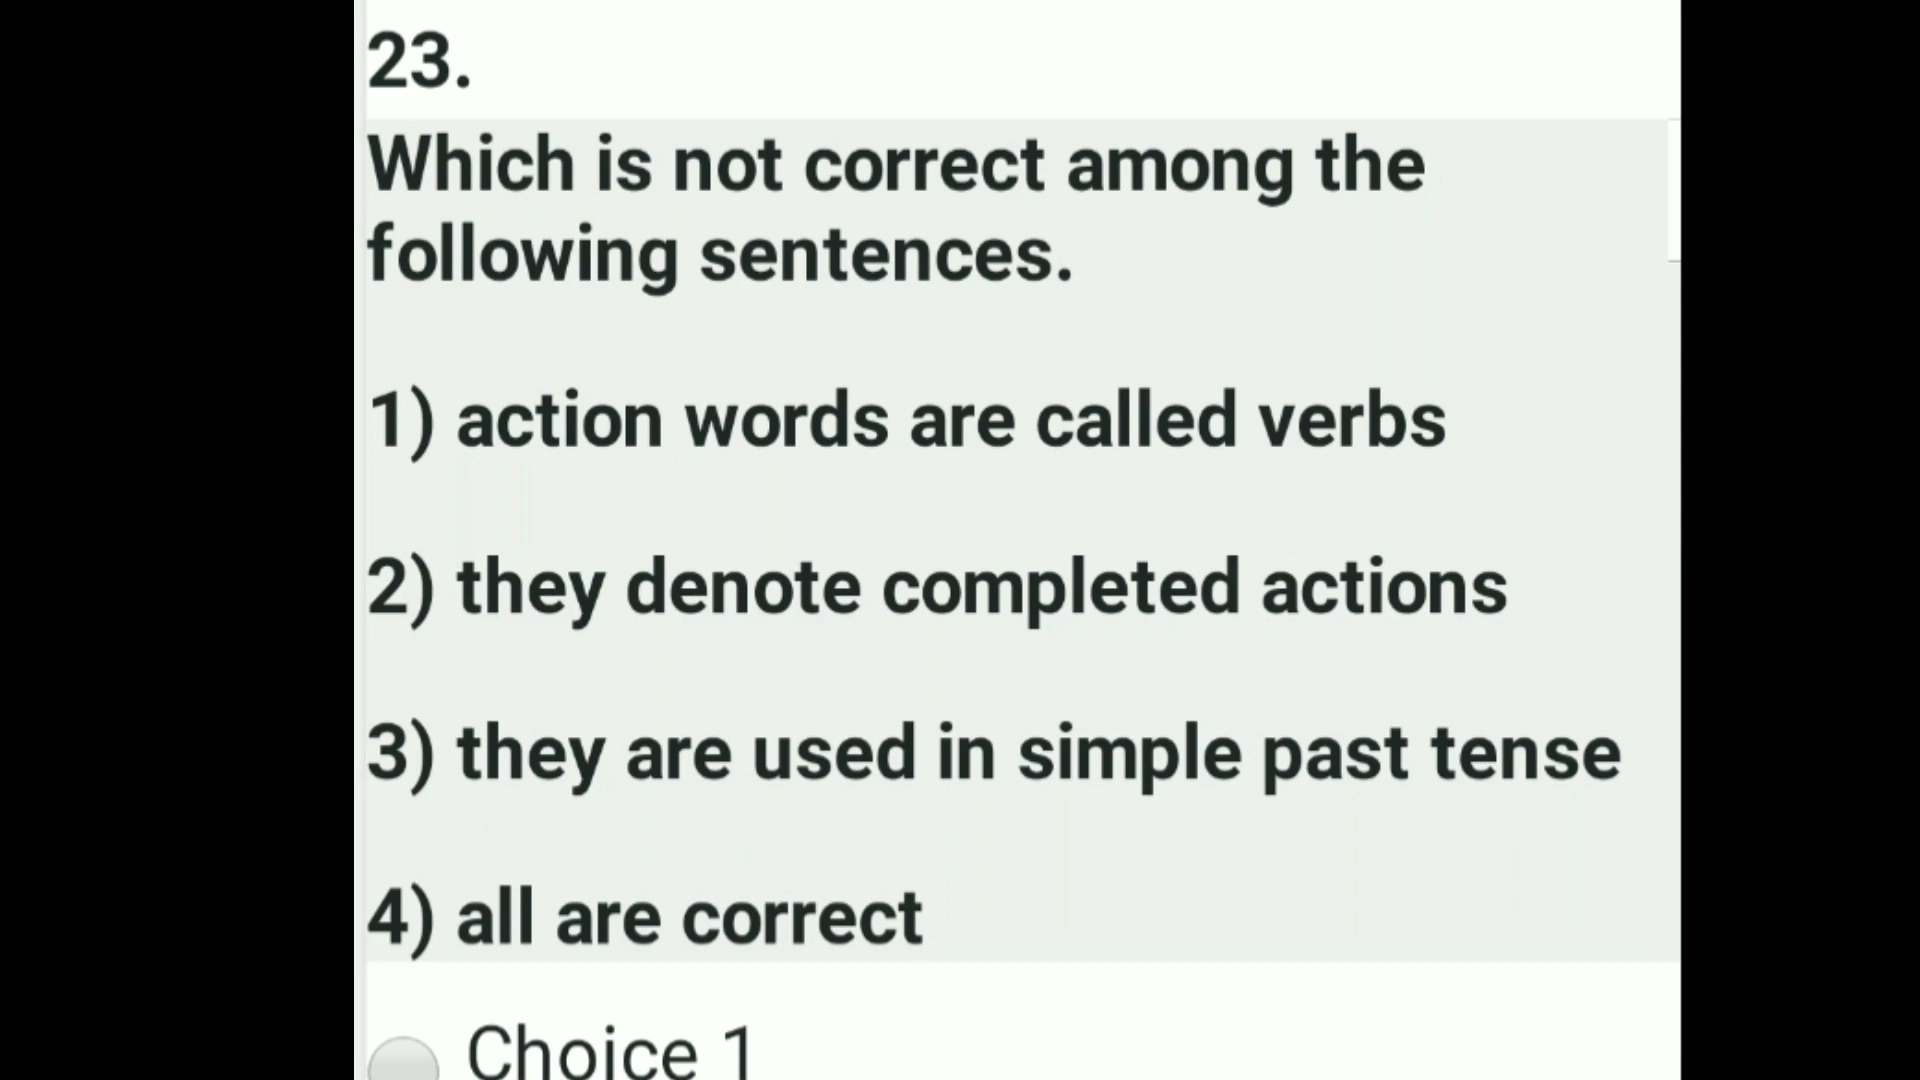 23.
Which is not correct among the
following sentences.
1) action words are called verbs
2) they denote completed actions
3) they are used in simple past tense
4) all are correct
Choice 1